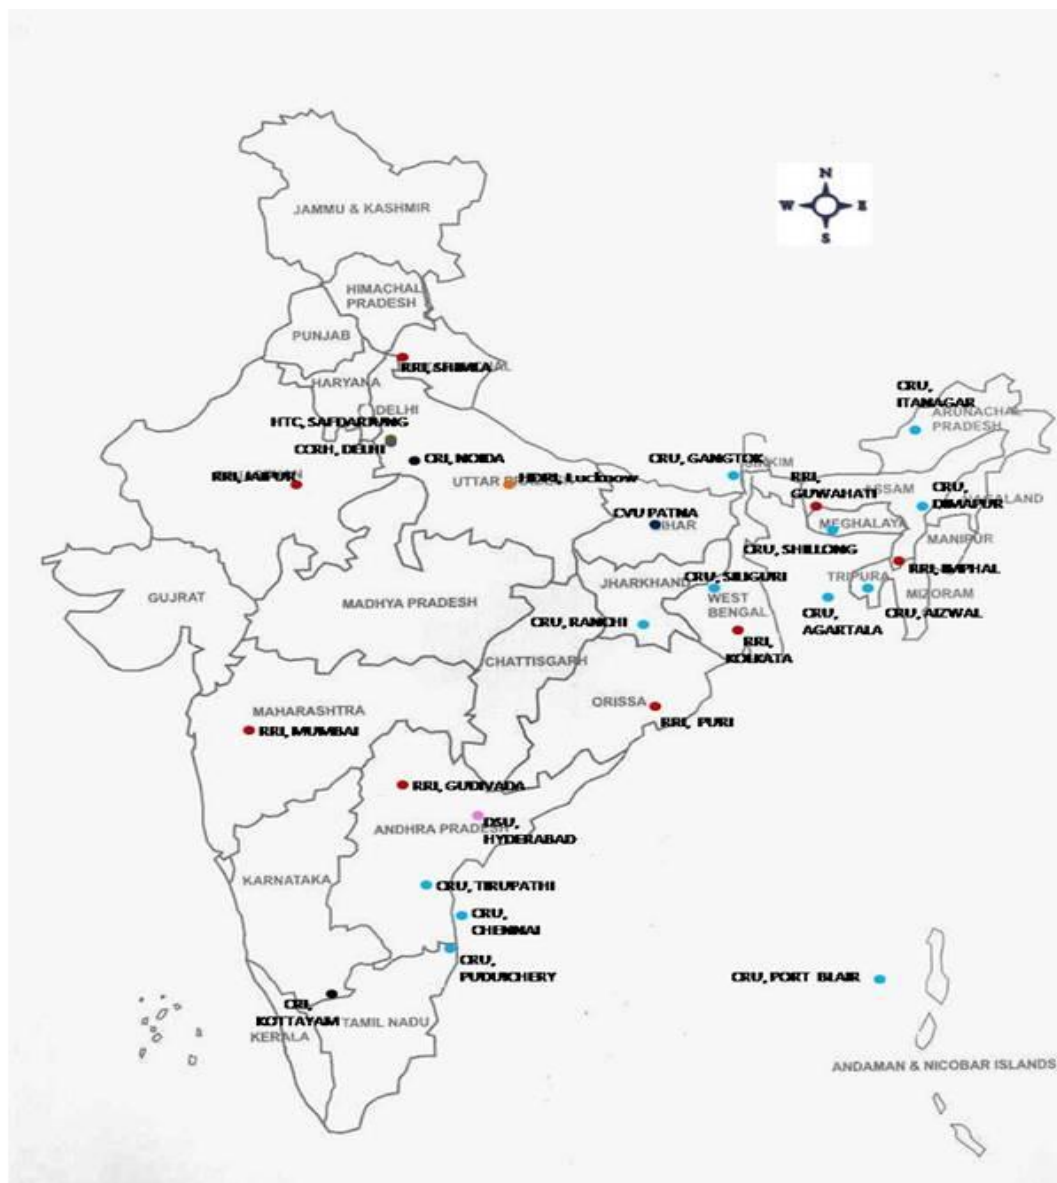 N
W E
S
JAMMU & KASHMIR
HIMACHAL
PRADESH
PUNJAB
RRI, SHIMLA
HARYANA
CRU,
ITANAGAR
ARUNACHAL
PRADESH
DELHI
HTC, SAFDARJUNG
CCRH, DELHI
CRI, NOIDA
CRU, GANGTOK
RRI, JAIPUR
UTTAR
HDRI, Lucknow
RRI,
GUWAHATI
ASSAM
CRU,
DIMAPUR
NAGALAND
CVU PATNA
BIHAR
MEGHALAYA
MANIPUR
CRU, SHILLONG
RRI, IMPHAL
JHARKHAND
CRU, SILIGURI
TRIPURA
GUJRAT
MADHYA PRADESH
WEST
BENGAL
MIZORAM
CRU, RANCHI
CRU,
AGARTALA
CRU, AIZWAL
RRI,
KOLKATA
CHATTISGARH
MAHARASHTRA
ORISSA
RRI, PURI
RRI, MUMBAI
RRI, GUDIVADA
ANDHRA PRADESH
DSU,
HYDERABAD
KARNATAKA
CRU, TIRUPATHI
CRU,
CHENNAI
CRU,
PUDUCHERY
CRU, PORT BLAIR
CRI,
KOTTAYAM
TAMIL NADU
KERALA
ANDAMAN & NICOBAR ISLANDS